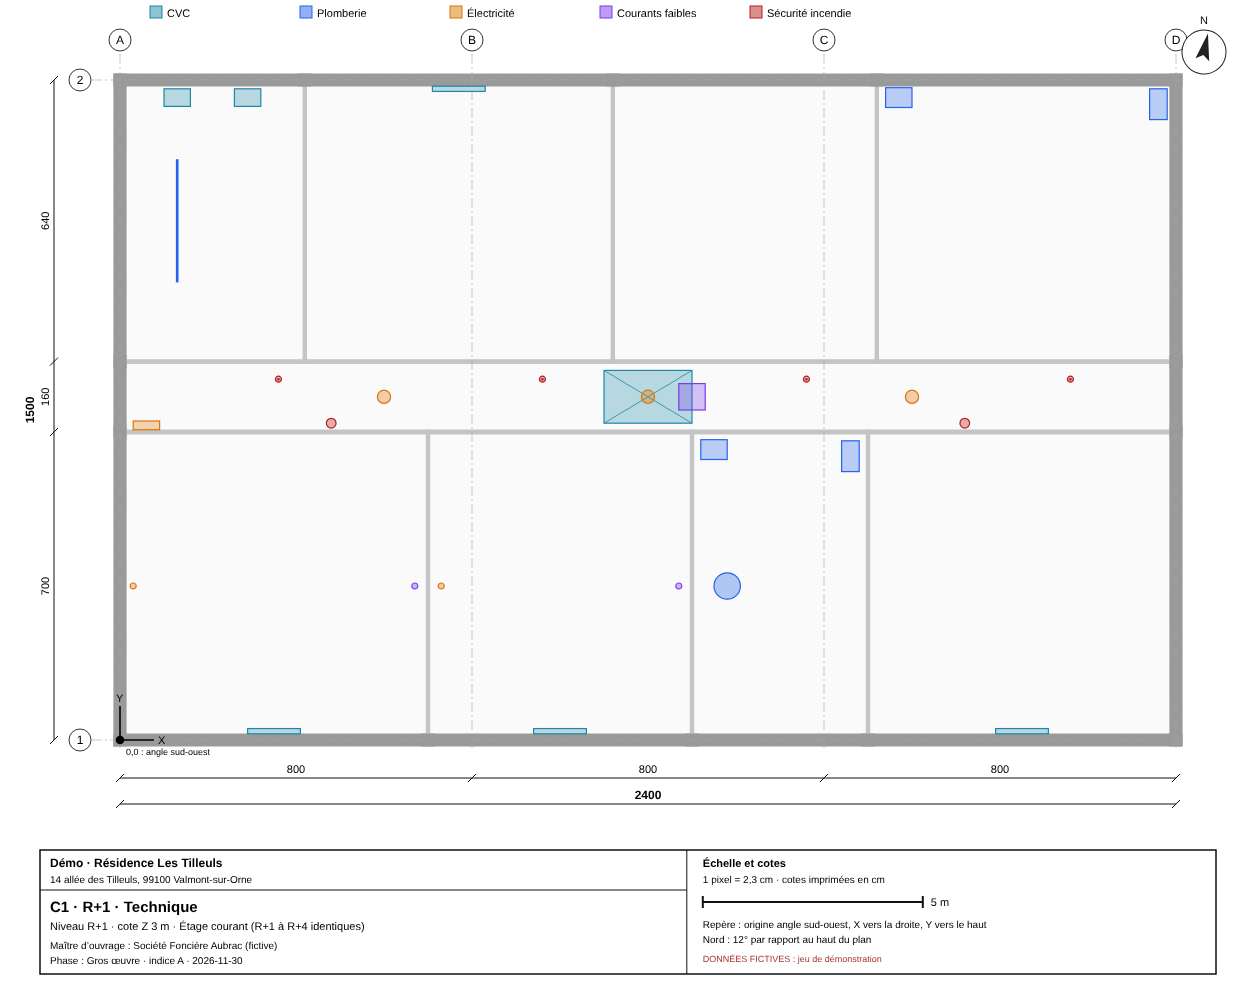 CVC
Plomberie
Électricité
Courants faibles
Sécurité incendie
N
A
B
C
D
2
640
160
1500
700
Y
1
X
0,0 : angle sud-ouest
800
800
800
2400
Démo · Résidence Les Tilleuls
14 allée des Tilleuls, 99100 Valmont-sur-Orne
C1 · R+1 · Technique
Niveau R+1 · cote Z 3 m · Étage courant (R+1 à R+4 identiques)
Maître d'ouvrage : Société Foncière Aubrac (fictive)
Phase : Gros œuvre · indice A · 2026-11-30
Échelle et cotes
1 pixel = 2,3 cm · cotes imprimées en cm
5 m
Repère : origine angle sud-ouest, X vers la droite, Y vers le haut
Nord : 12° par rapport au haut du plan
DONNÉES FICTIVES : jeu de démonstration